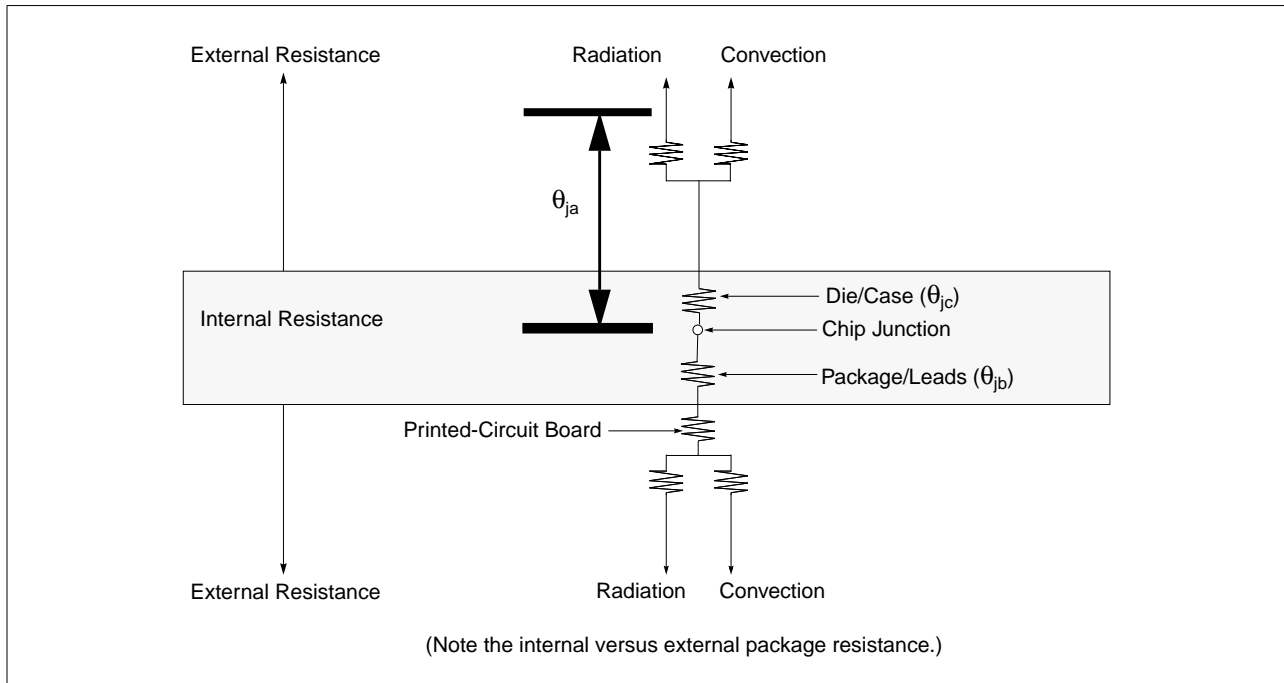 External Resistance
Radiation
Convection
θja
Internal Resistance
Die/Case (θjc)
Chip Junction
Package/Leads (θjb)
Printed-Circuit Board
External Resistance
Radiation
Convection
(Note the internal versus external package resistance.)